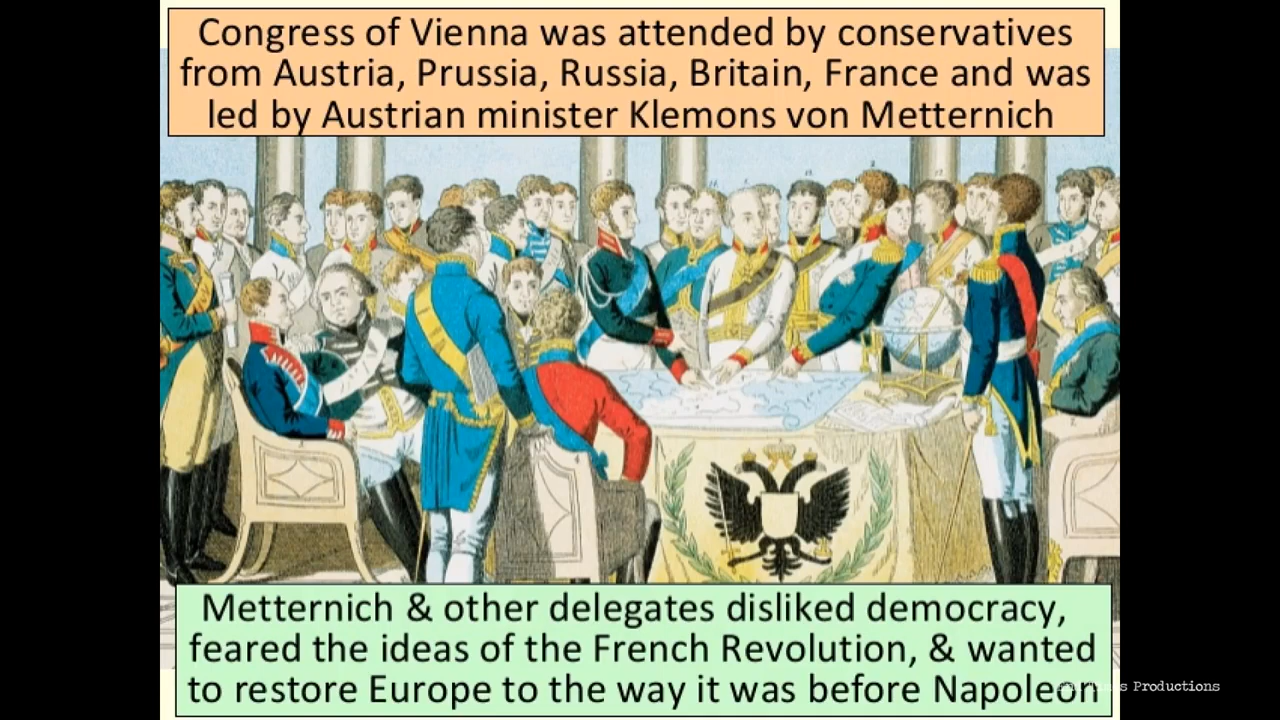 Congress of Vienna was attended by conservatives
from Austria, Prussia, Russia, Britain, France and was
led by Austrian minister Klemons von Metternich
Metternich & other delegates disliked democracy,
feared the ideas of the French Revolution, & wanted
to restore Europe to the way it was before Napoleon
Productions